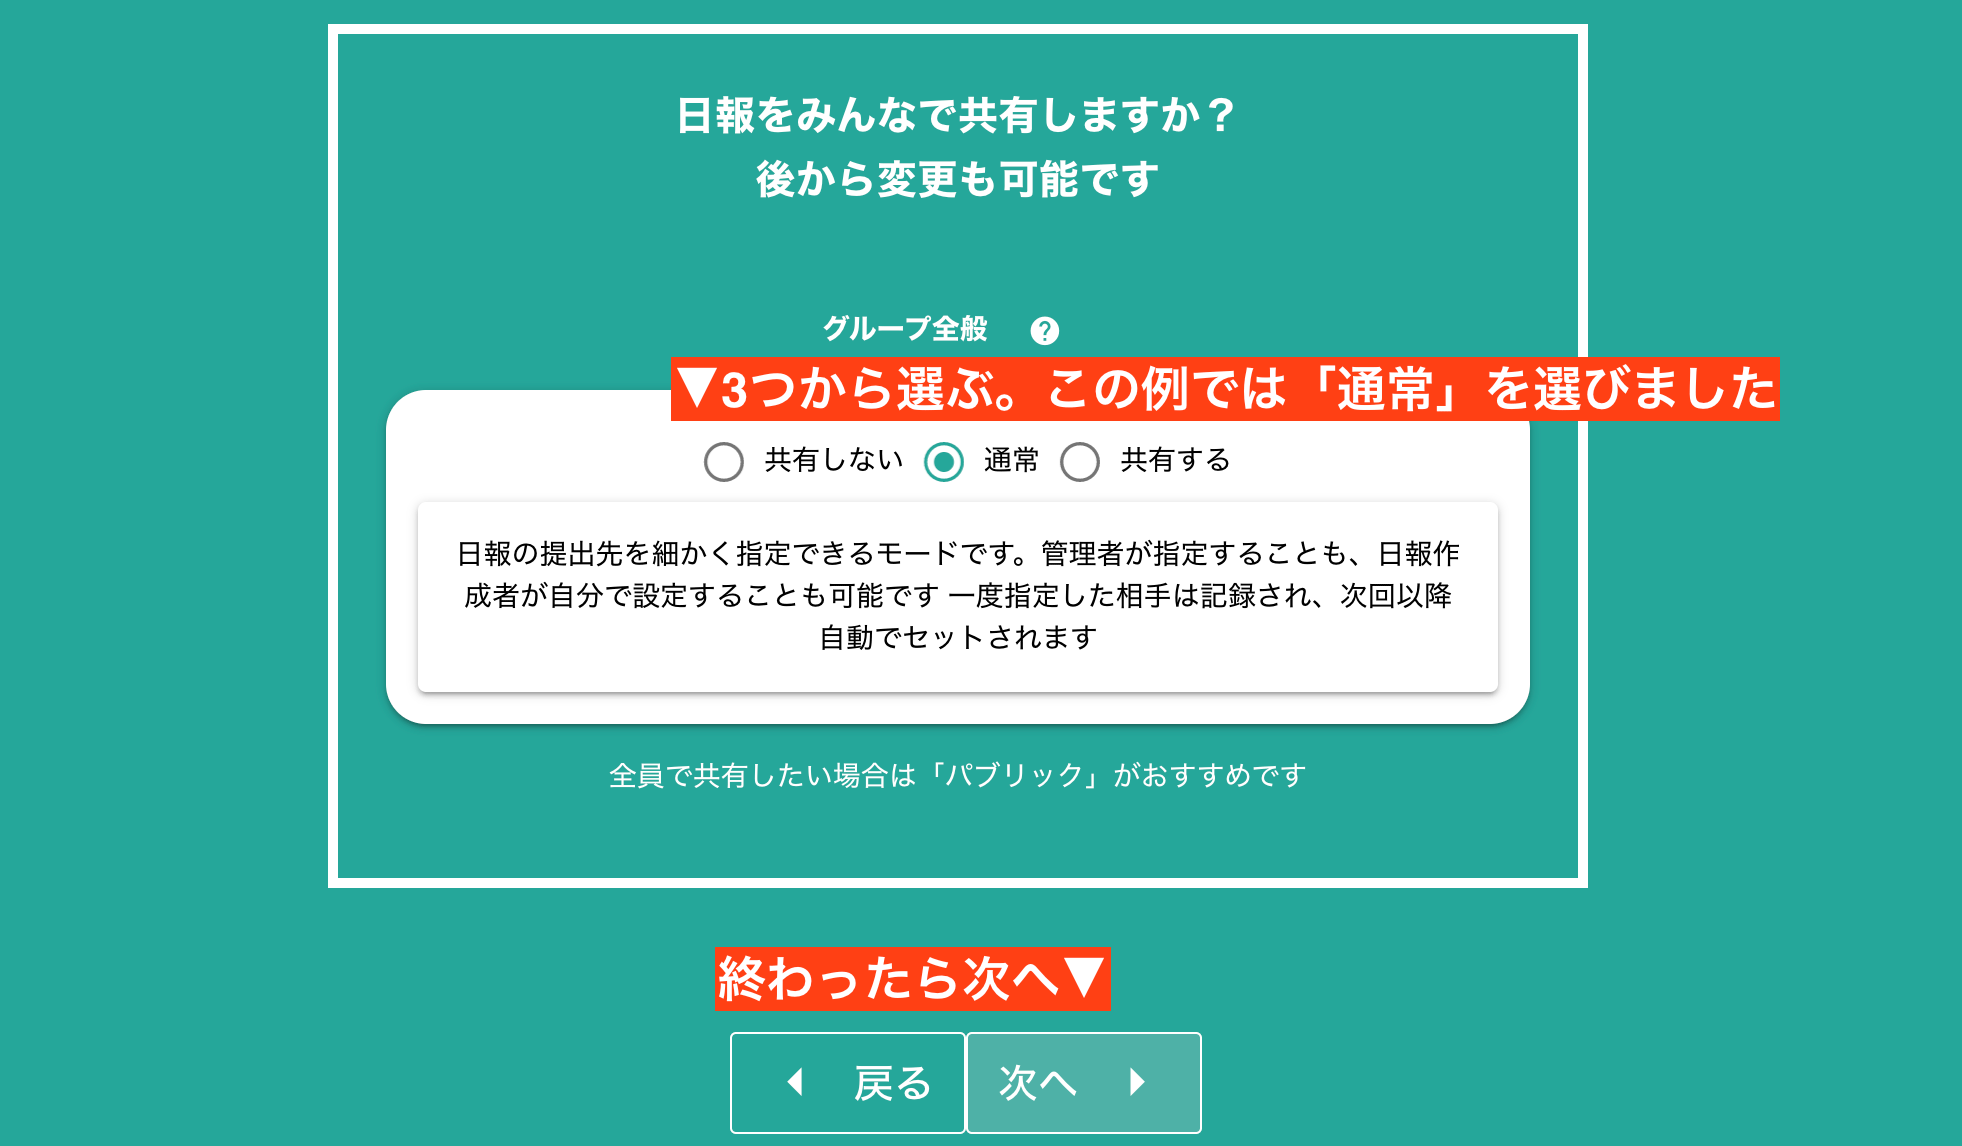 日報をみんなで共有しますか？
後から変更も可能です
グループ全般 ?
▼3つから選ぶ。この例では「通常」を選びました
共有しない 通常 共有する
日報の提出先を細かく指定できるモードです。管理者が指定することも、日報作
成者が自分で設定することも可能です 一度指定した相手は記録され、次回以降
自動でセットされます
全員で共有したい場合は「パブリック」がおすすめです
終わったら次へ▼
戻る 次へ